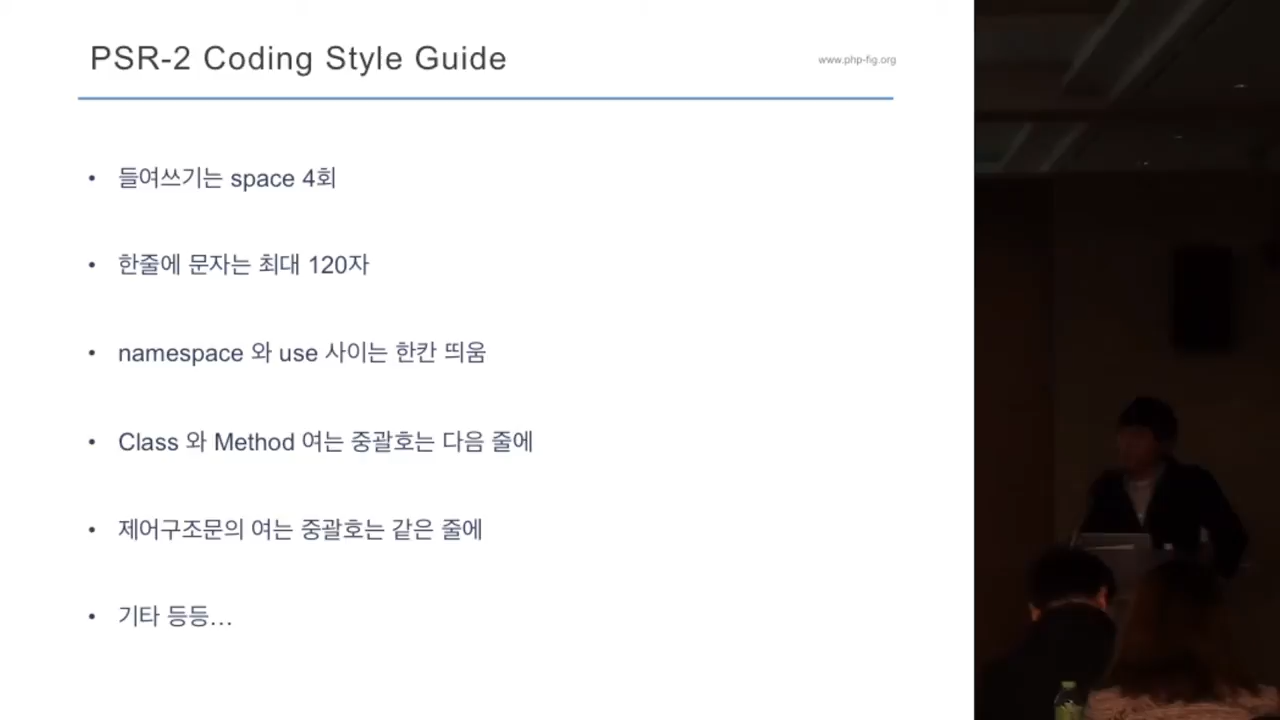 PSR-2 Coding Style Guide
www.php-fig.org
• 들여쓰기는 space 4회
• 한줄에 문자는 최대 120자
• namespace 와 use 사이는 한칸 띄움
• Class 와 Method 여는 중괄호는 다음 줄에
• 제어구조문의 여는 중괄호는 같은 줄에
• 기타 등등…